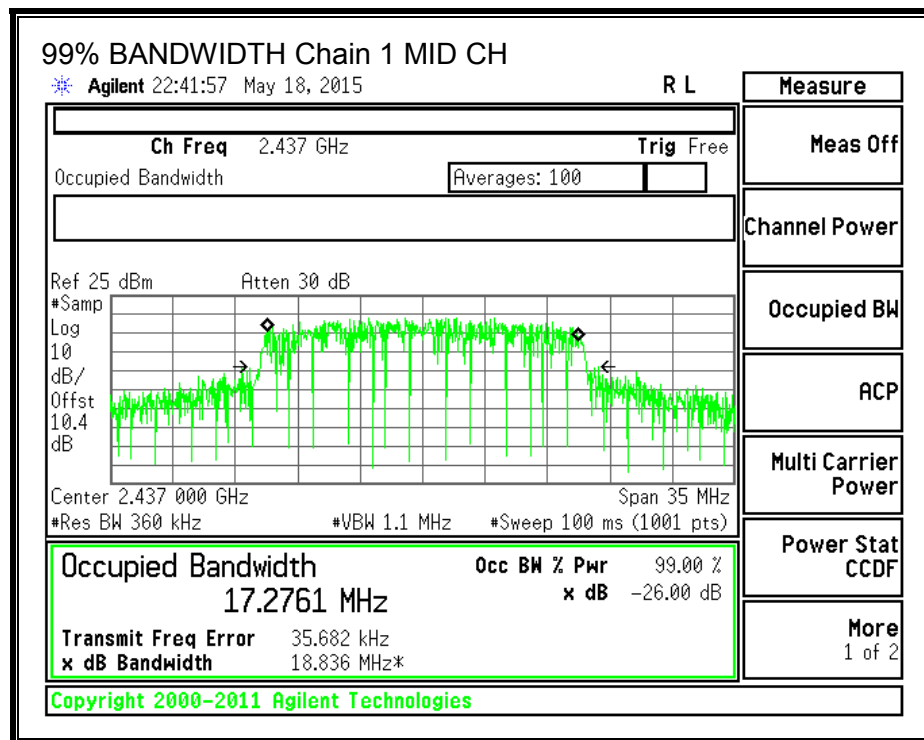 99% BANDWIDTH Chain 1 MID CH
Agilent 22:41:57 May 18, 2015 R L
Measure
Ch Freq 2.437 GHz Trig Free
Meas Off
Occupied Bandwidth Averages: 100
Channel Power
Ref 25 dBm Atten 30 dB
#Samp
Log
10
dB/
Offst
10.4
dB
Occupied BW
ACP
Multi Carrier
Power
Center 2.437 000 GHz Span 35 MHz
#Res BW 360 kHz #VBW 1.1 MHz #Sweep 100 ms (1001 pts)
Power Stat
CCDF
Occupied Bandwidth Occ BW % Pwr 99.00 %
17.2761 MHz x dB -26.00 dB
Transmit Freq Error 35.682 kHz
x dB Bandwidth 18.836 MHz*
More
1 of 2
Copyright 2000-2011 Agilent Technologies